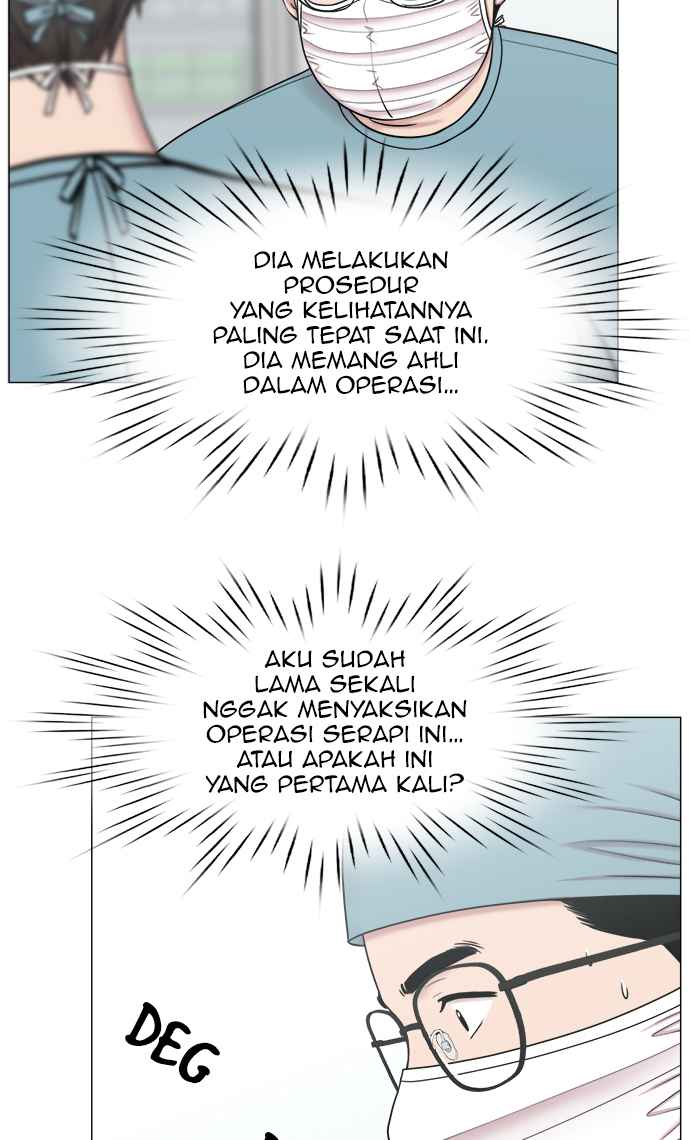 DIA MELAKUKAN
PROSEDUR
YANG KELIHATANNYA
PALING TEPAT SAAT INI.
DIA MEMANG AHLI
DALAM OPERASI...
AKU SUDAH
LAMA SEKALI
NGGAK MENYAKSIKAN
OPERASI SERAPI INI...
ATAU APAKAH INI
YANG PERTAMA KALI?
DEG